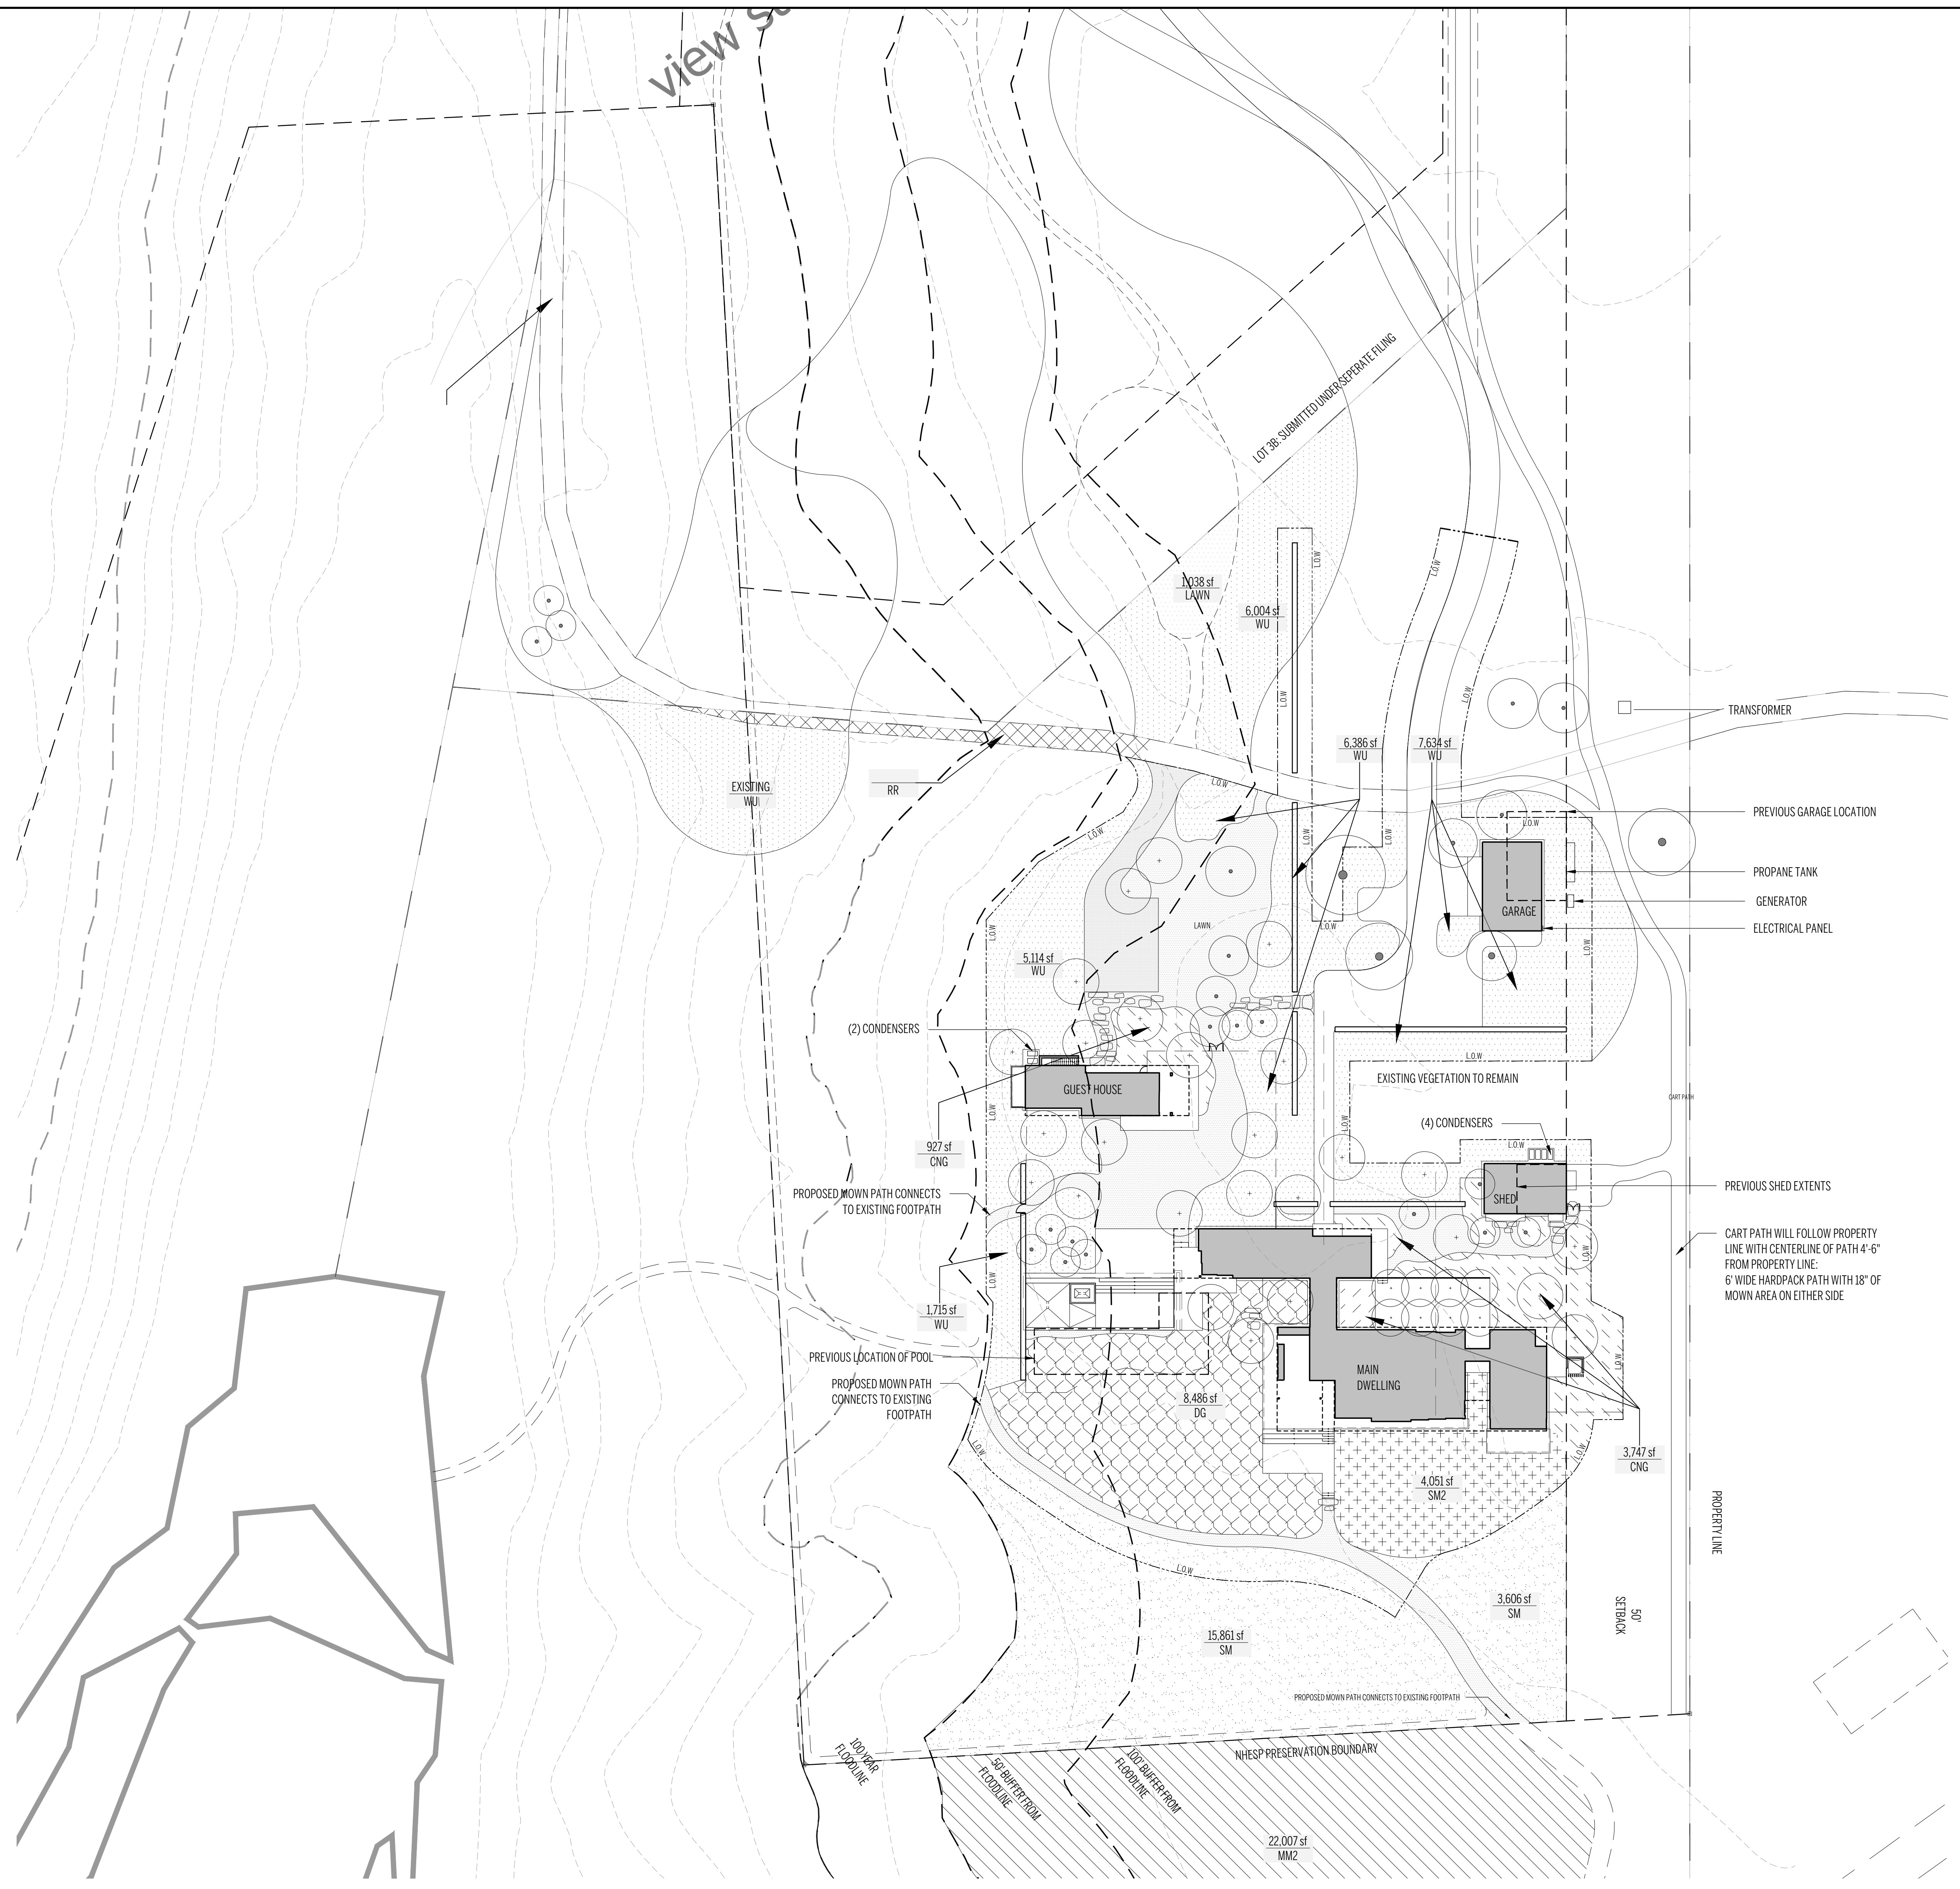 view s
LOT 3B: SUBMITTED UNDER SEPERATE FILING
L.O.W
L.O.W
1,038 sf
LAWN
6,004 sf
WU
L.O.W
L.O.W
TRANSFORMER
6,386 sf
WU
7,634 sf
WU
EXISTING
WU
RR
L.O.W
PREVIOUS GARAGE LOCATION
L.O.W
L.O.W
L.O.W
L.O.W
PROPANE TANK
GENERATOR
GARAGE
ELECTRICAL PANEL
LAWN
L.O.W
L.O.W
L.O.W
5,114 sf
WU
(2) CONDENSERS
L.O.W
EXISTING VEGETATION TO REMAIN
GUEST HOUSE
CART PATH
L.O.W
L.O.W
(4) CONDENSERS
927 sf
CNG
L.O.W
PROPOSED MOWN PATH CONNECTS
TO EXISTING FOOTPATH
SHED
PREVIOUS SHED EXTENTS
CART PATH WILL FOLLOW PROPERTY
LINE WITH CENTERLINE OF PATH 4'-6"
FROM PROPERTY LINE:
6' WIDE HARDPACK PATH WITH 18" OF
MOWN AREA ON EITHER SIDE
L.O.W
L.O.W
1,715 sf
WU
PREVIOUS LOCATION OF POOL
L.O.W
PROPOSED MOWN PATH
CONNECTS TO EXISTING
FOOTPATH
MAIN
DWELLING
8,486 sf
DG
L.O.W
L.O.W
3,747 sf
CNG
4,051 sf
SM2
PROPERTY LINE
L.O.W
3,606 sf
SM
50'
SETBACK
15,861 sf
SM
PROPOSED MOWN PATH CONNECTS TO EXISTING FOOTPATH
NHESP PRESERVATION BOUNDARY
100 YEAR
FLOODLINE
50' BUFFER FROM
FLOODLINE
100' BUFFER FROM
FLOODLINE
22,007 sf
MM2